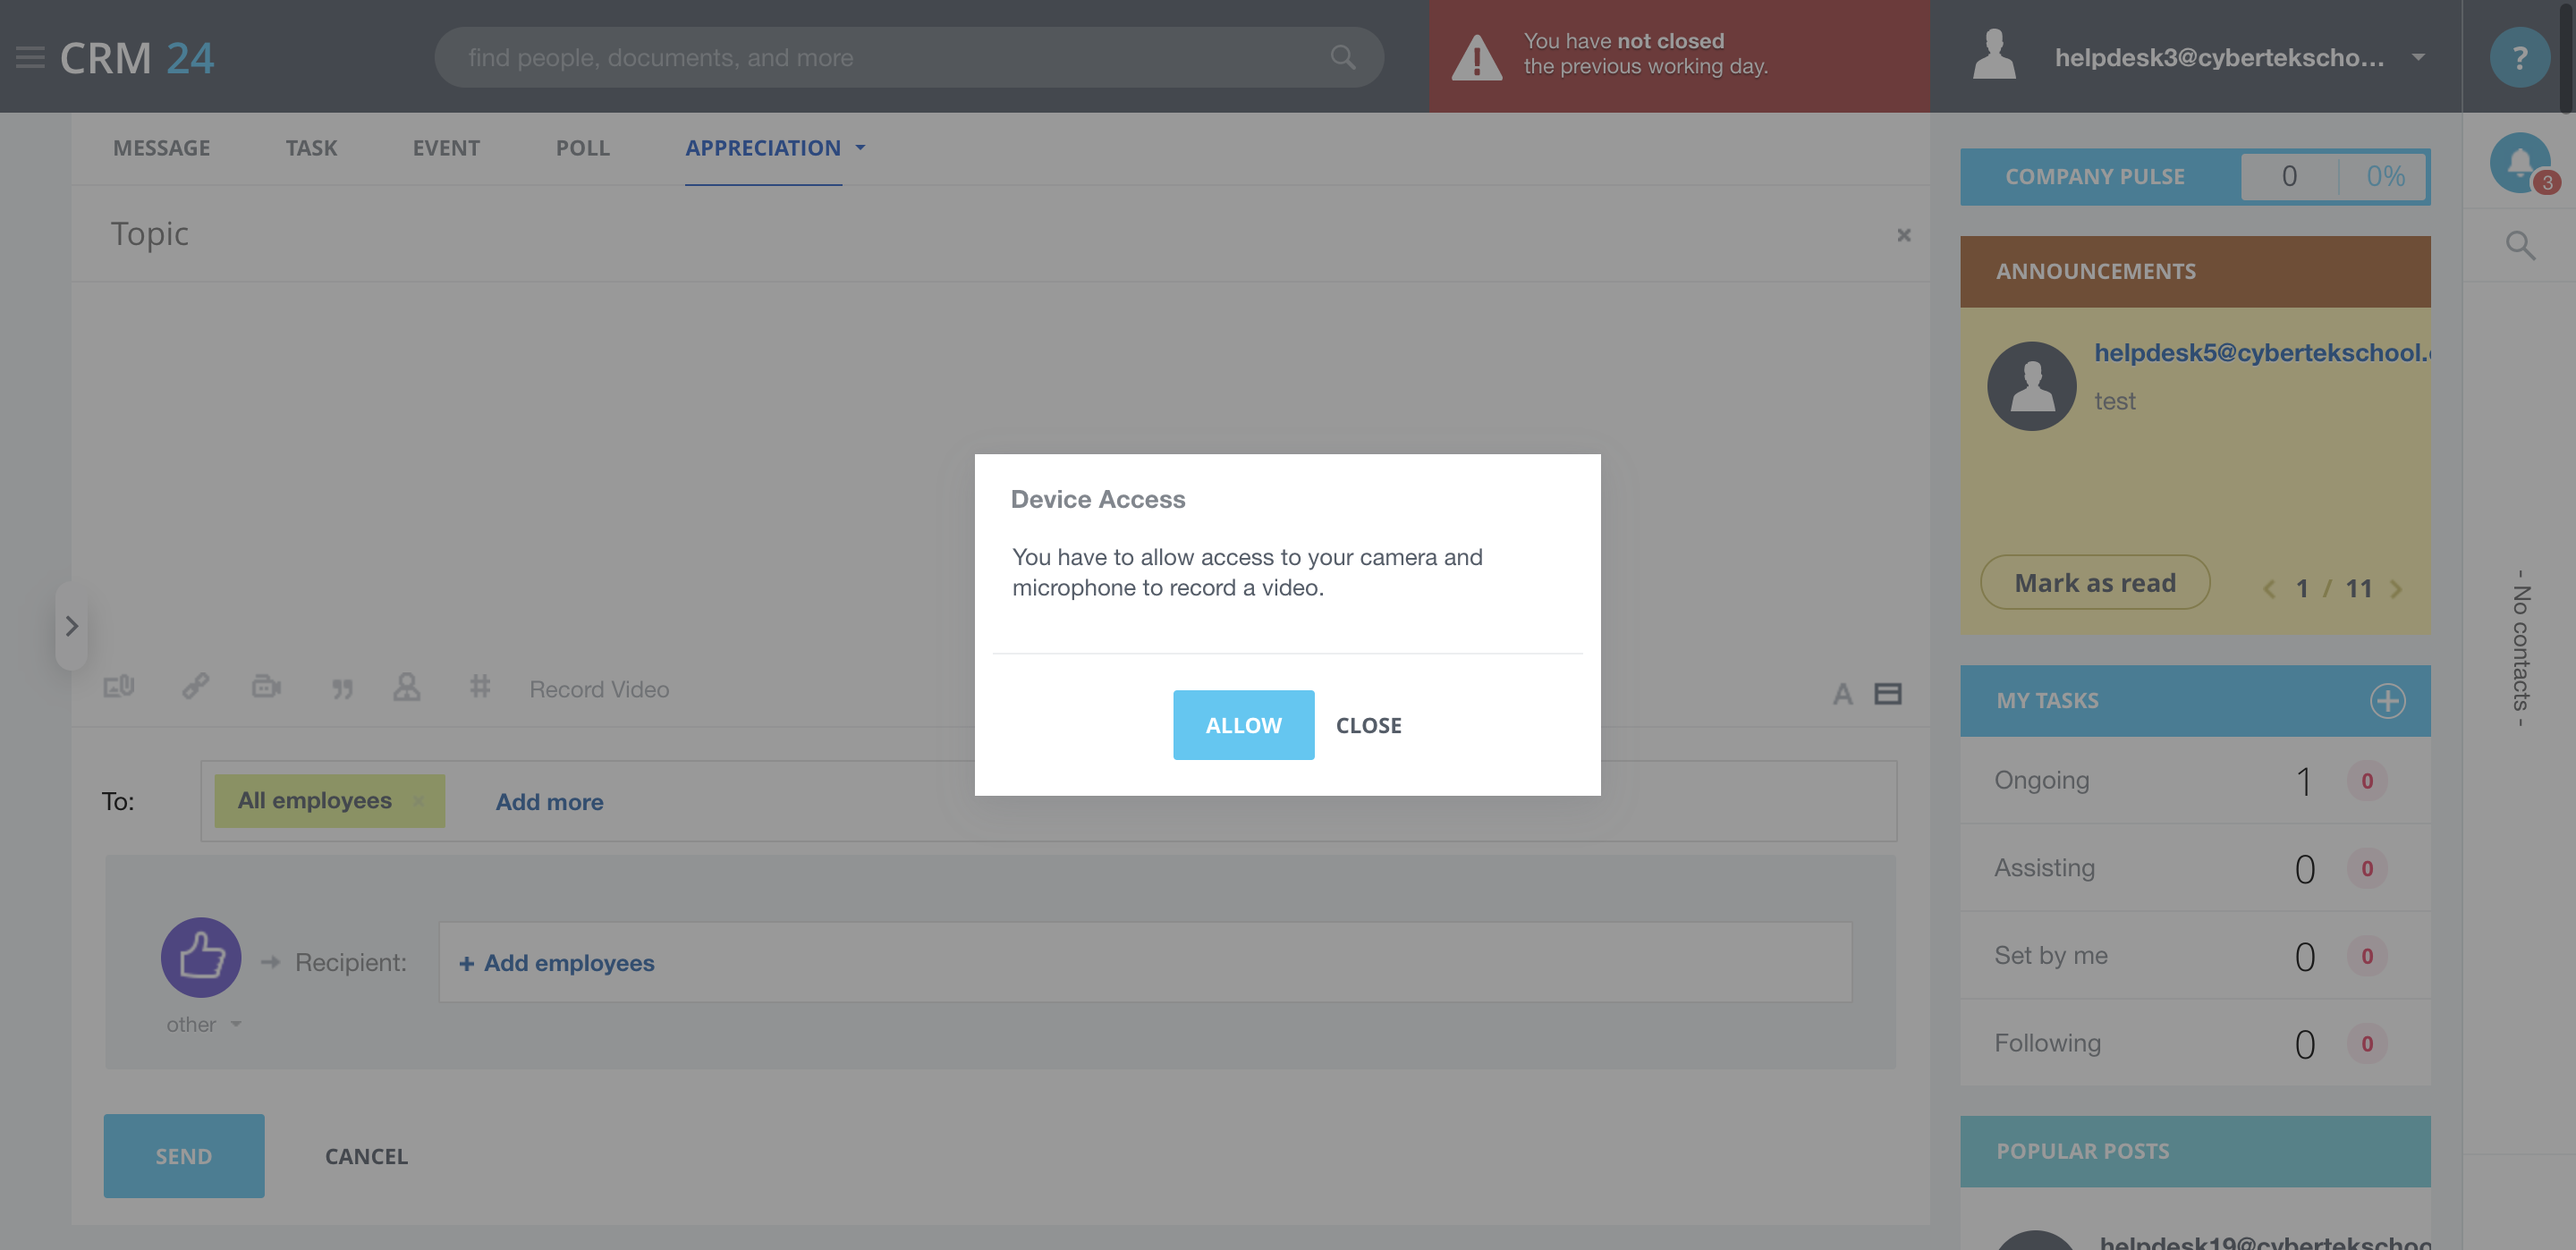 CRM 24
find people, documents, and more
You have not closed
the previous working day.
helpdesk3@cybertekscho...
?
MESSAGE
TASK
EVENT
POLL
APPRECIATION
Topic
Record Video
A
To:
All employees
Add more
Recipient:
+ Add employees
other
SEND
CANCEL
Device Access
You have to allow access to your camera and
microphone to record a video.
ALLOW
CLOSE
COMPANY PULSE
0
0%
ANNOUNCEMENTS
helpdesk5@cybertekschool.
test
Mark as read
1 / 11
MY TASKS
Ongoing 1 0
Assisting 0 0
Set by me 0 0
Following 0 0
POPULAR POSTS
helpdesk19@cybertekschoo
3
- No contacts -